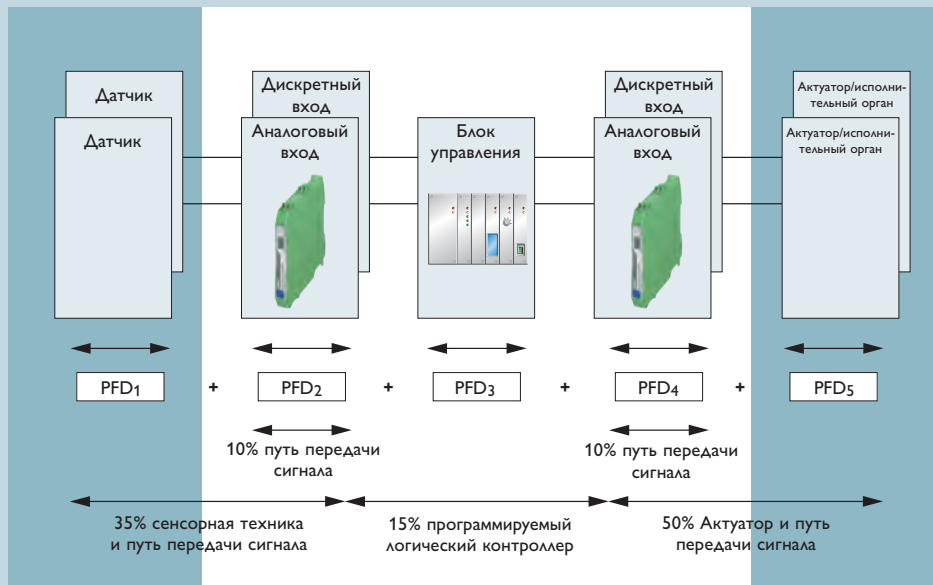 Датчик
Датчик
Дискретный
вход
Аналоговый
вход
Блок
управления
Дискретный
вход
Аналоговый
вход
Актуатор/исполни-
тельный орган
Актуатор/исполни-
тельный орган
PFD1 + PFD2 + PFD3 + PFD4 + PFD5
10% путь передачи
сигнала
10% путь передачи
сигнала
35% сенсорная техника
и путь передачи сигнала
15% программируемый
логический контроллер
50% Актуатор и путь
передачи сигнала